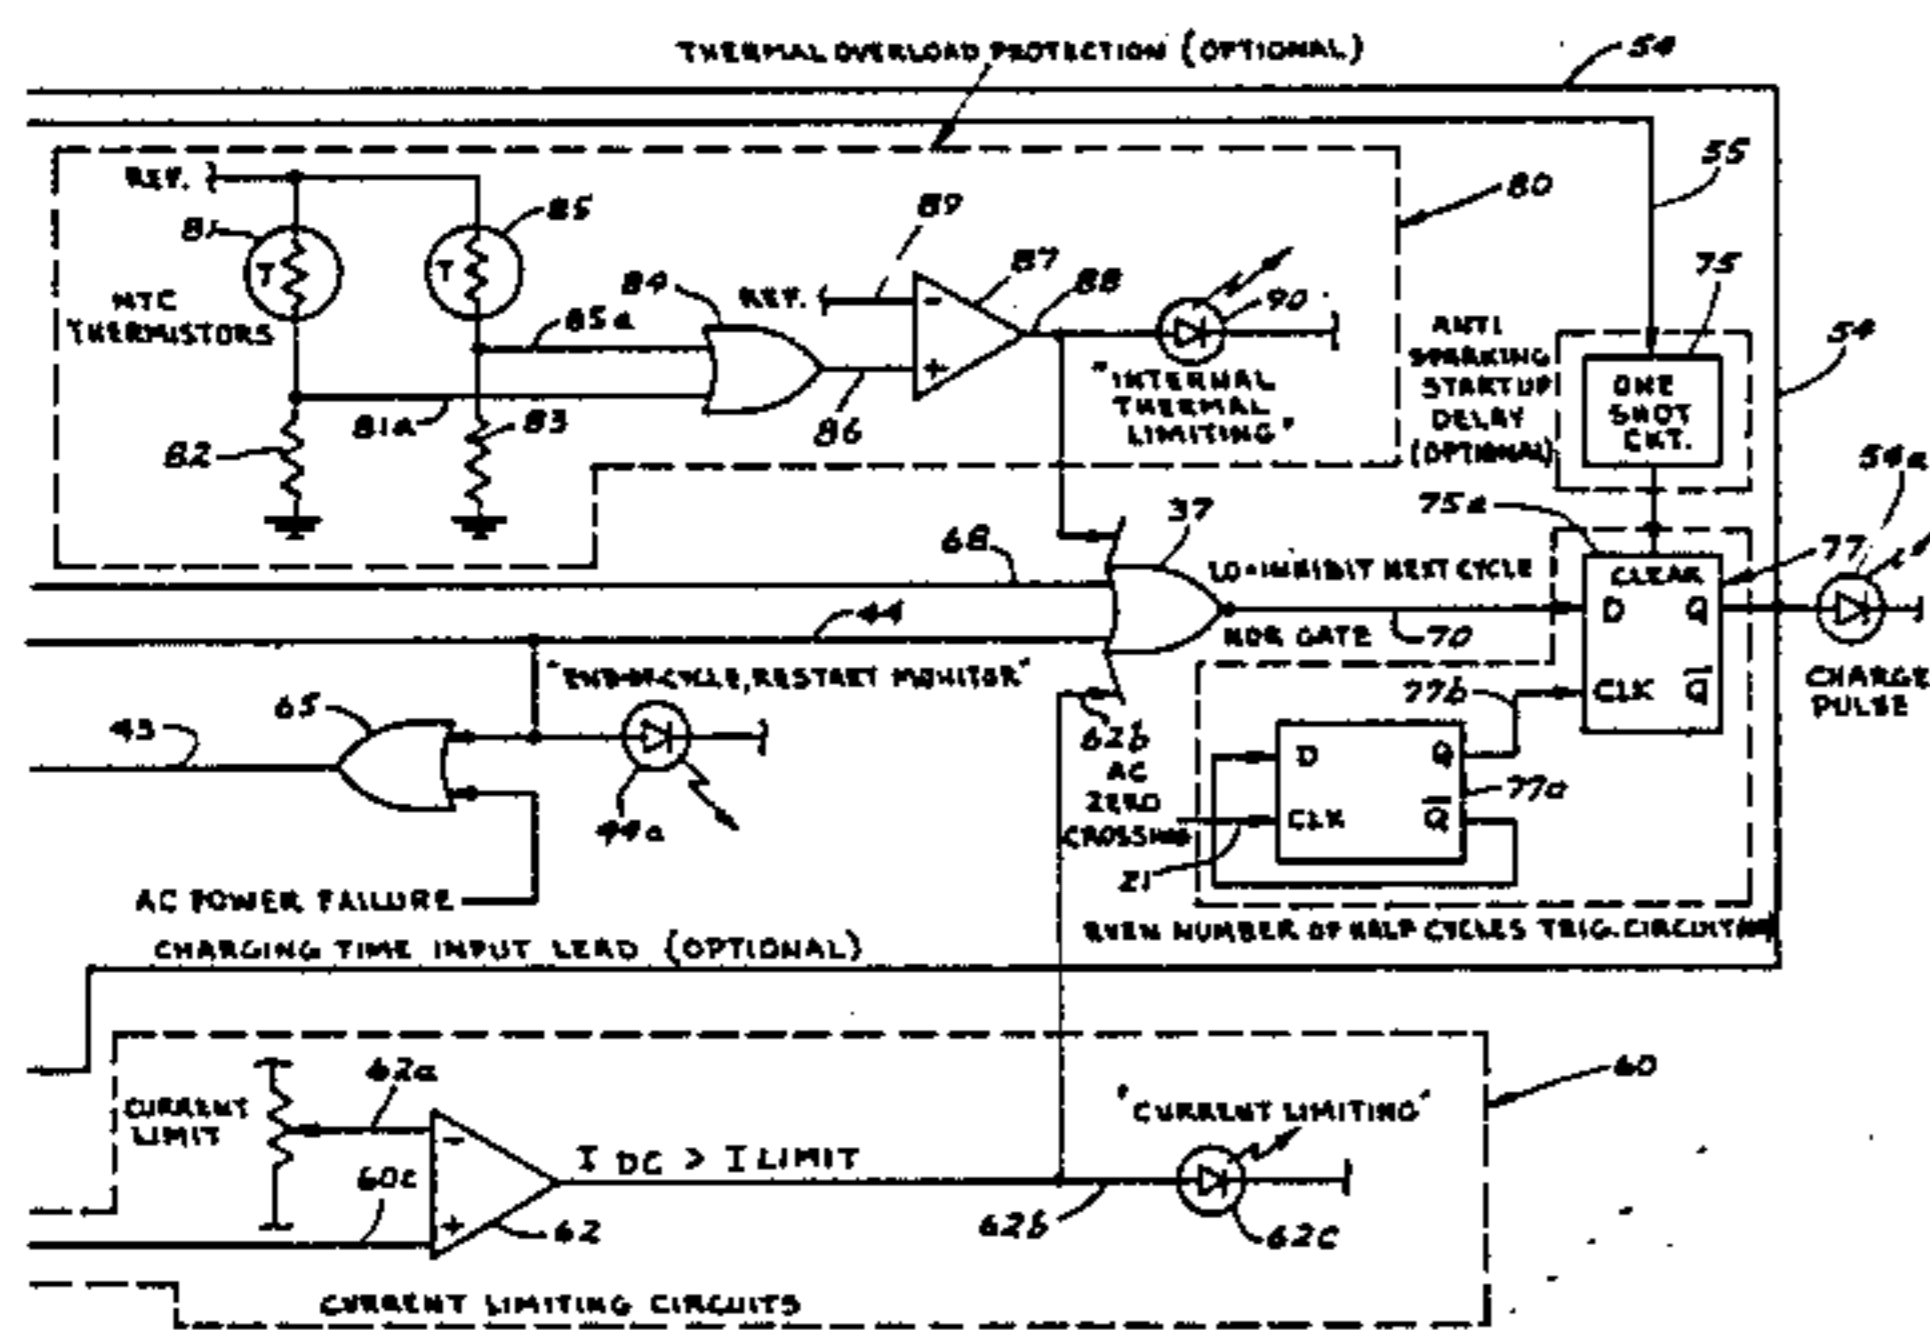 THERMAL OVERLOAD PROTECTION (OPTIONAL)
54
REF.
55
80
81
85
89
87
88
75
T
T
84
REF.
-
90
NTC
THERMISTORS
85a
ANTI
SPARKING
STARTUP
DELAY
(OPTIONAL)
54
ONE
SHOT
CKT.
+
"INTERNAL
THERMAL
LIMITING"
81a
83
86
82
54a
75a
37
68
77
LO=INHIBIT NEXT CYCLE
CLEAR
D
Q
44
NOR GATE
70
"END-OF-CYCLE, RESTART MONITOR"
77b
CLK
Q̅
CHARGE
PULSE
65
43
62b
AC
ZERO
CROSSING
D
Q
77a
CLK
Q̅
44a
21
AC POWER FAILURE
EVEN NUMBER OF HALF CYCLES TRIG. CIRCUITRY
CHARGING TIME INPUT LEAD (OPTIONAL)
62a
60
CURRENT
LIMIT
"CURRENT LIMITING"
-
I DC > I LIMIT
60c
+
62
62b
62c
CURRENT LIMITING CIRCUITS